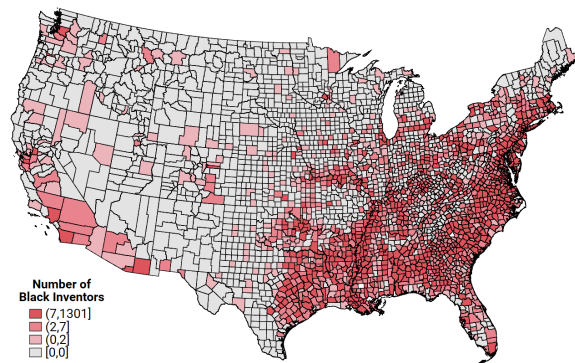 Number of
Black Inventors
(7,1301]
(2,7]
(0,2]
[0,0]